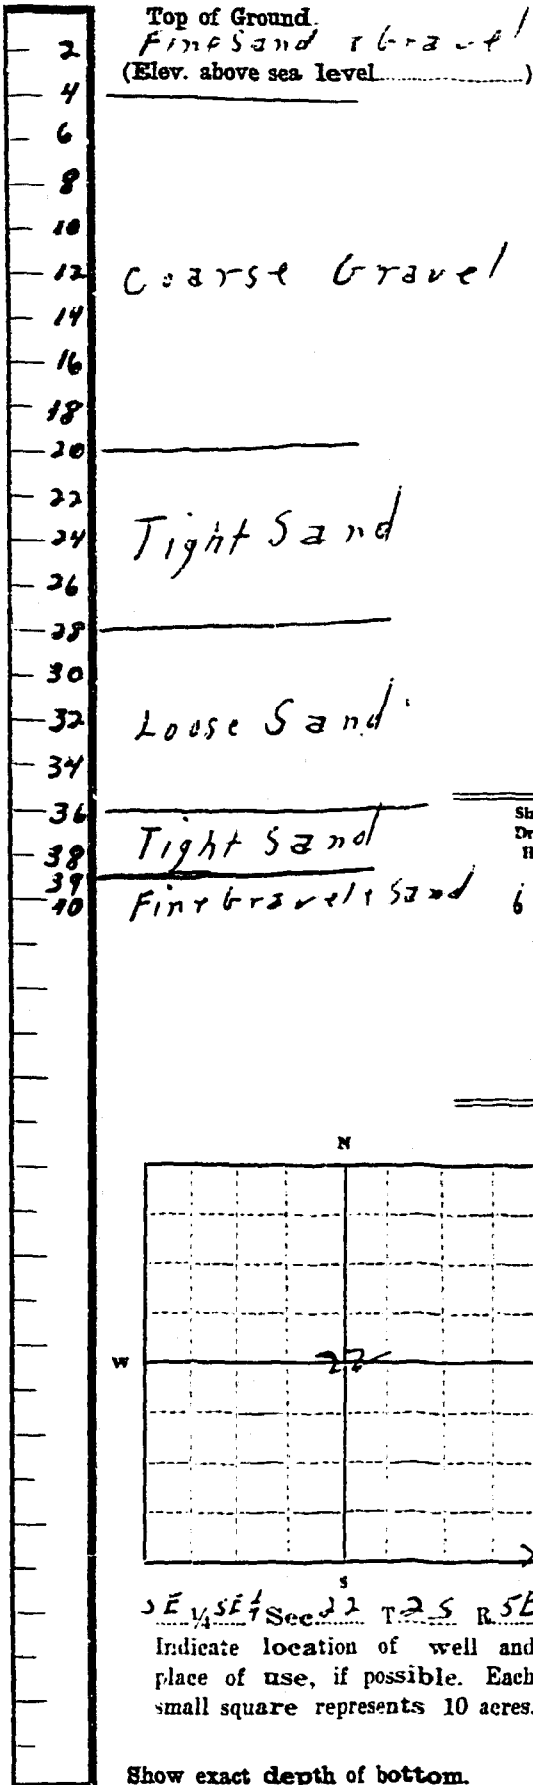 Top of Ground.
Fine Sand & Gravel
(Elev. above sea level..............)
2
4
6
8
10
12
Coarse Gravel
14
16
18
20
22
24
Tight Sand
26
28
30
32
Loose Sand
34
36
38
Tight Sand
39
40
Fine Gravel & Sand
6
N
W
22
S
SE ¼ SE ¼ Sec. 22 T. 2 S R. 5E
Indicate location of well and
place of use, if possible. Each
small square represents 10 acres.
Show exact depth of bottom.